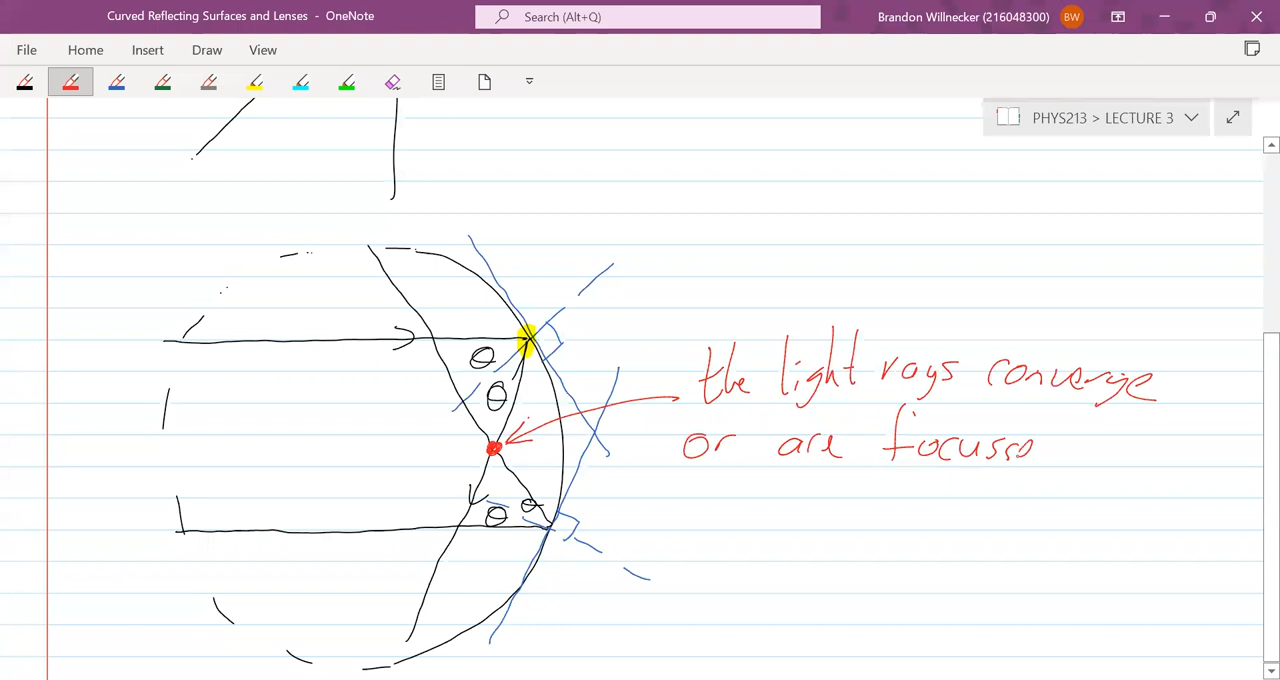 Curved Reflecting Surfaces and Lenses - OneNote
Search (Alt+Q)
Brandon Willnecker (216048300)
BW
File Home Insert Draw View
PHYS213 > LECTURE 3
θ
θ
θ θ
the light rays converge
or are focusso